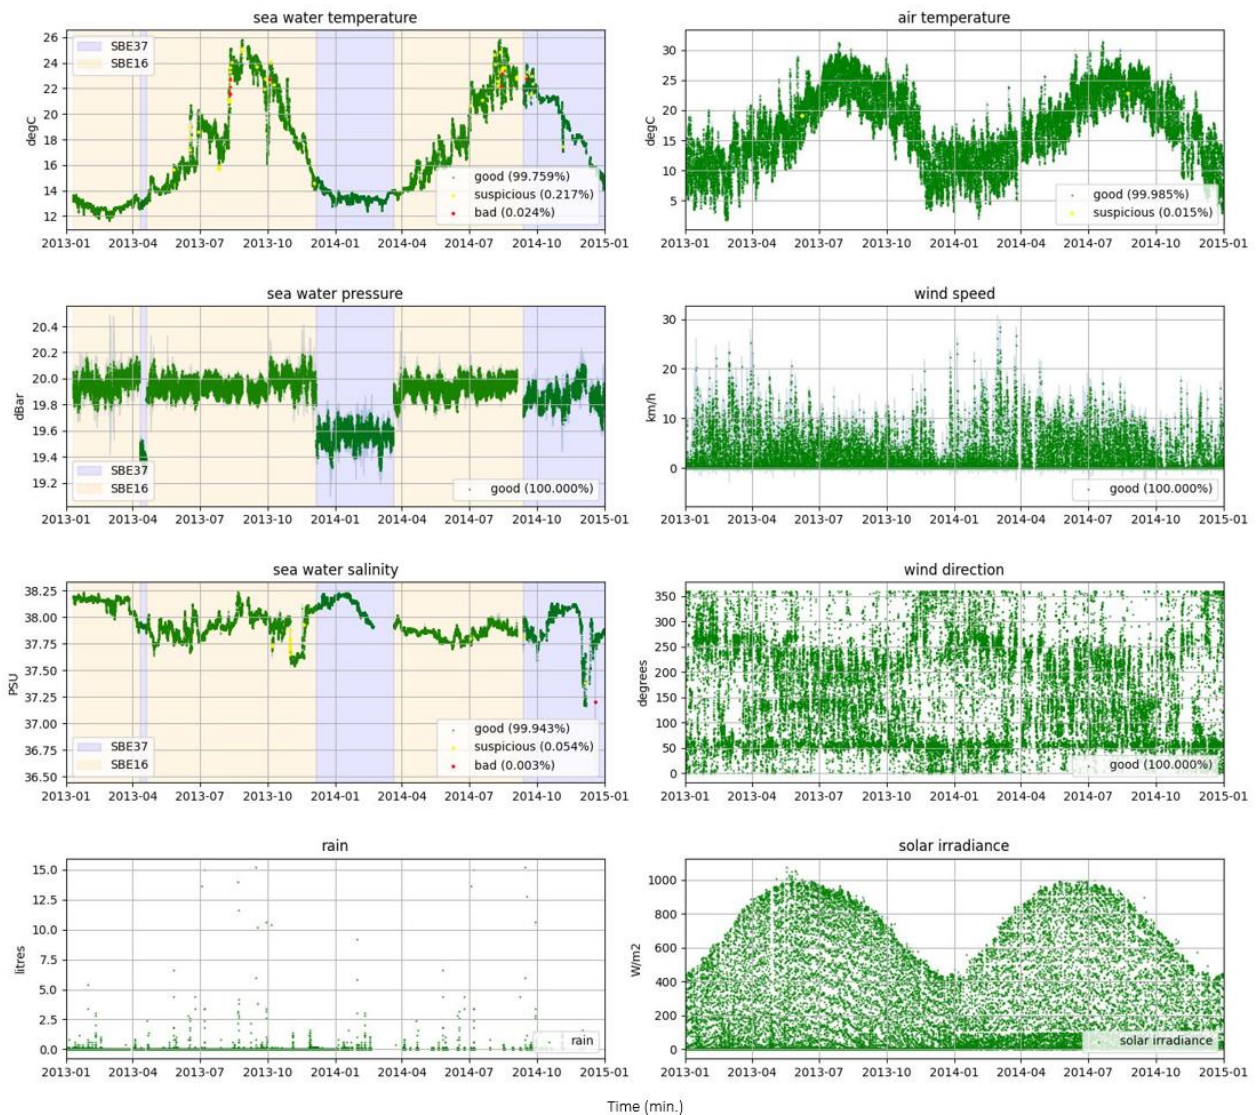 sea water temperature
degC
26
24
22
20
18
16
14
12
SBE37
SBE16
good (99.759%)
suspicious (0.217%)
bad (0.024%)
2013-01 2013-04 2013-07 2013-10 2014-01 2014-04 2014-07 2014-10 2015-01
air temperature
degC
30
25
20
15
10
5
good (99.985%)
suspicious (0.015%)
2013-01 2013-04 2013-07 2013-10 2014-01 2014-04 2014-07 2014-10 2015-01
sea water pressure
dBar
20.4
20.2
20.0
19.8
19.6
19.4
19.2
SBE37
SBE16
good (100.000%)
2013-01 2013-04 2013-07 2013-10 2014-01 2014-04 2014-07 2014-10 2015-01
wind speed
km/h
30
20
10
0
good (100.000%)
2013-01 2013-04 2013-07 2013-10 2014-01 2014-04 2014-07 2014-10 2015-01
sea water salinity
PSU
38.25
38.00
37.75
37.50
37.25
37.00
36.75
36.50
SBE37
SBE16
good (99.943%)
suspicious (0.054%)
bad (0.003%)
2013-01 2013-04 2013-07 2013-10 2014-01 2014-04 2014-07 2014-10 2015-01
wind direction
degrees
350
300
250
200
150
100
50
0
good (100.000%)
2013-01 2013-04 2013-07 2013-10 2014-01 2014-04 2014-07 2014-10 2015-01
rain
litres
15.0
12.5
10.0
7.5
5.0
2.5
0.0
rain
2013-01 2013-04 2013-07 2013-10 2014-01 2014-04 2014-07 2014-10 2015-01
solar irradiance
W/m2
1000
800
600
400
200
0
solar irradiance
2013-01 2013-04 2013-07 2013-10 2014-01 2014-04 2014-07 2014-10 2015-01
Time (min.)